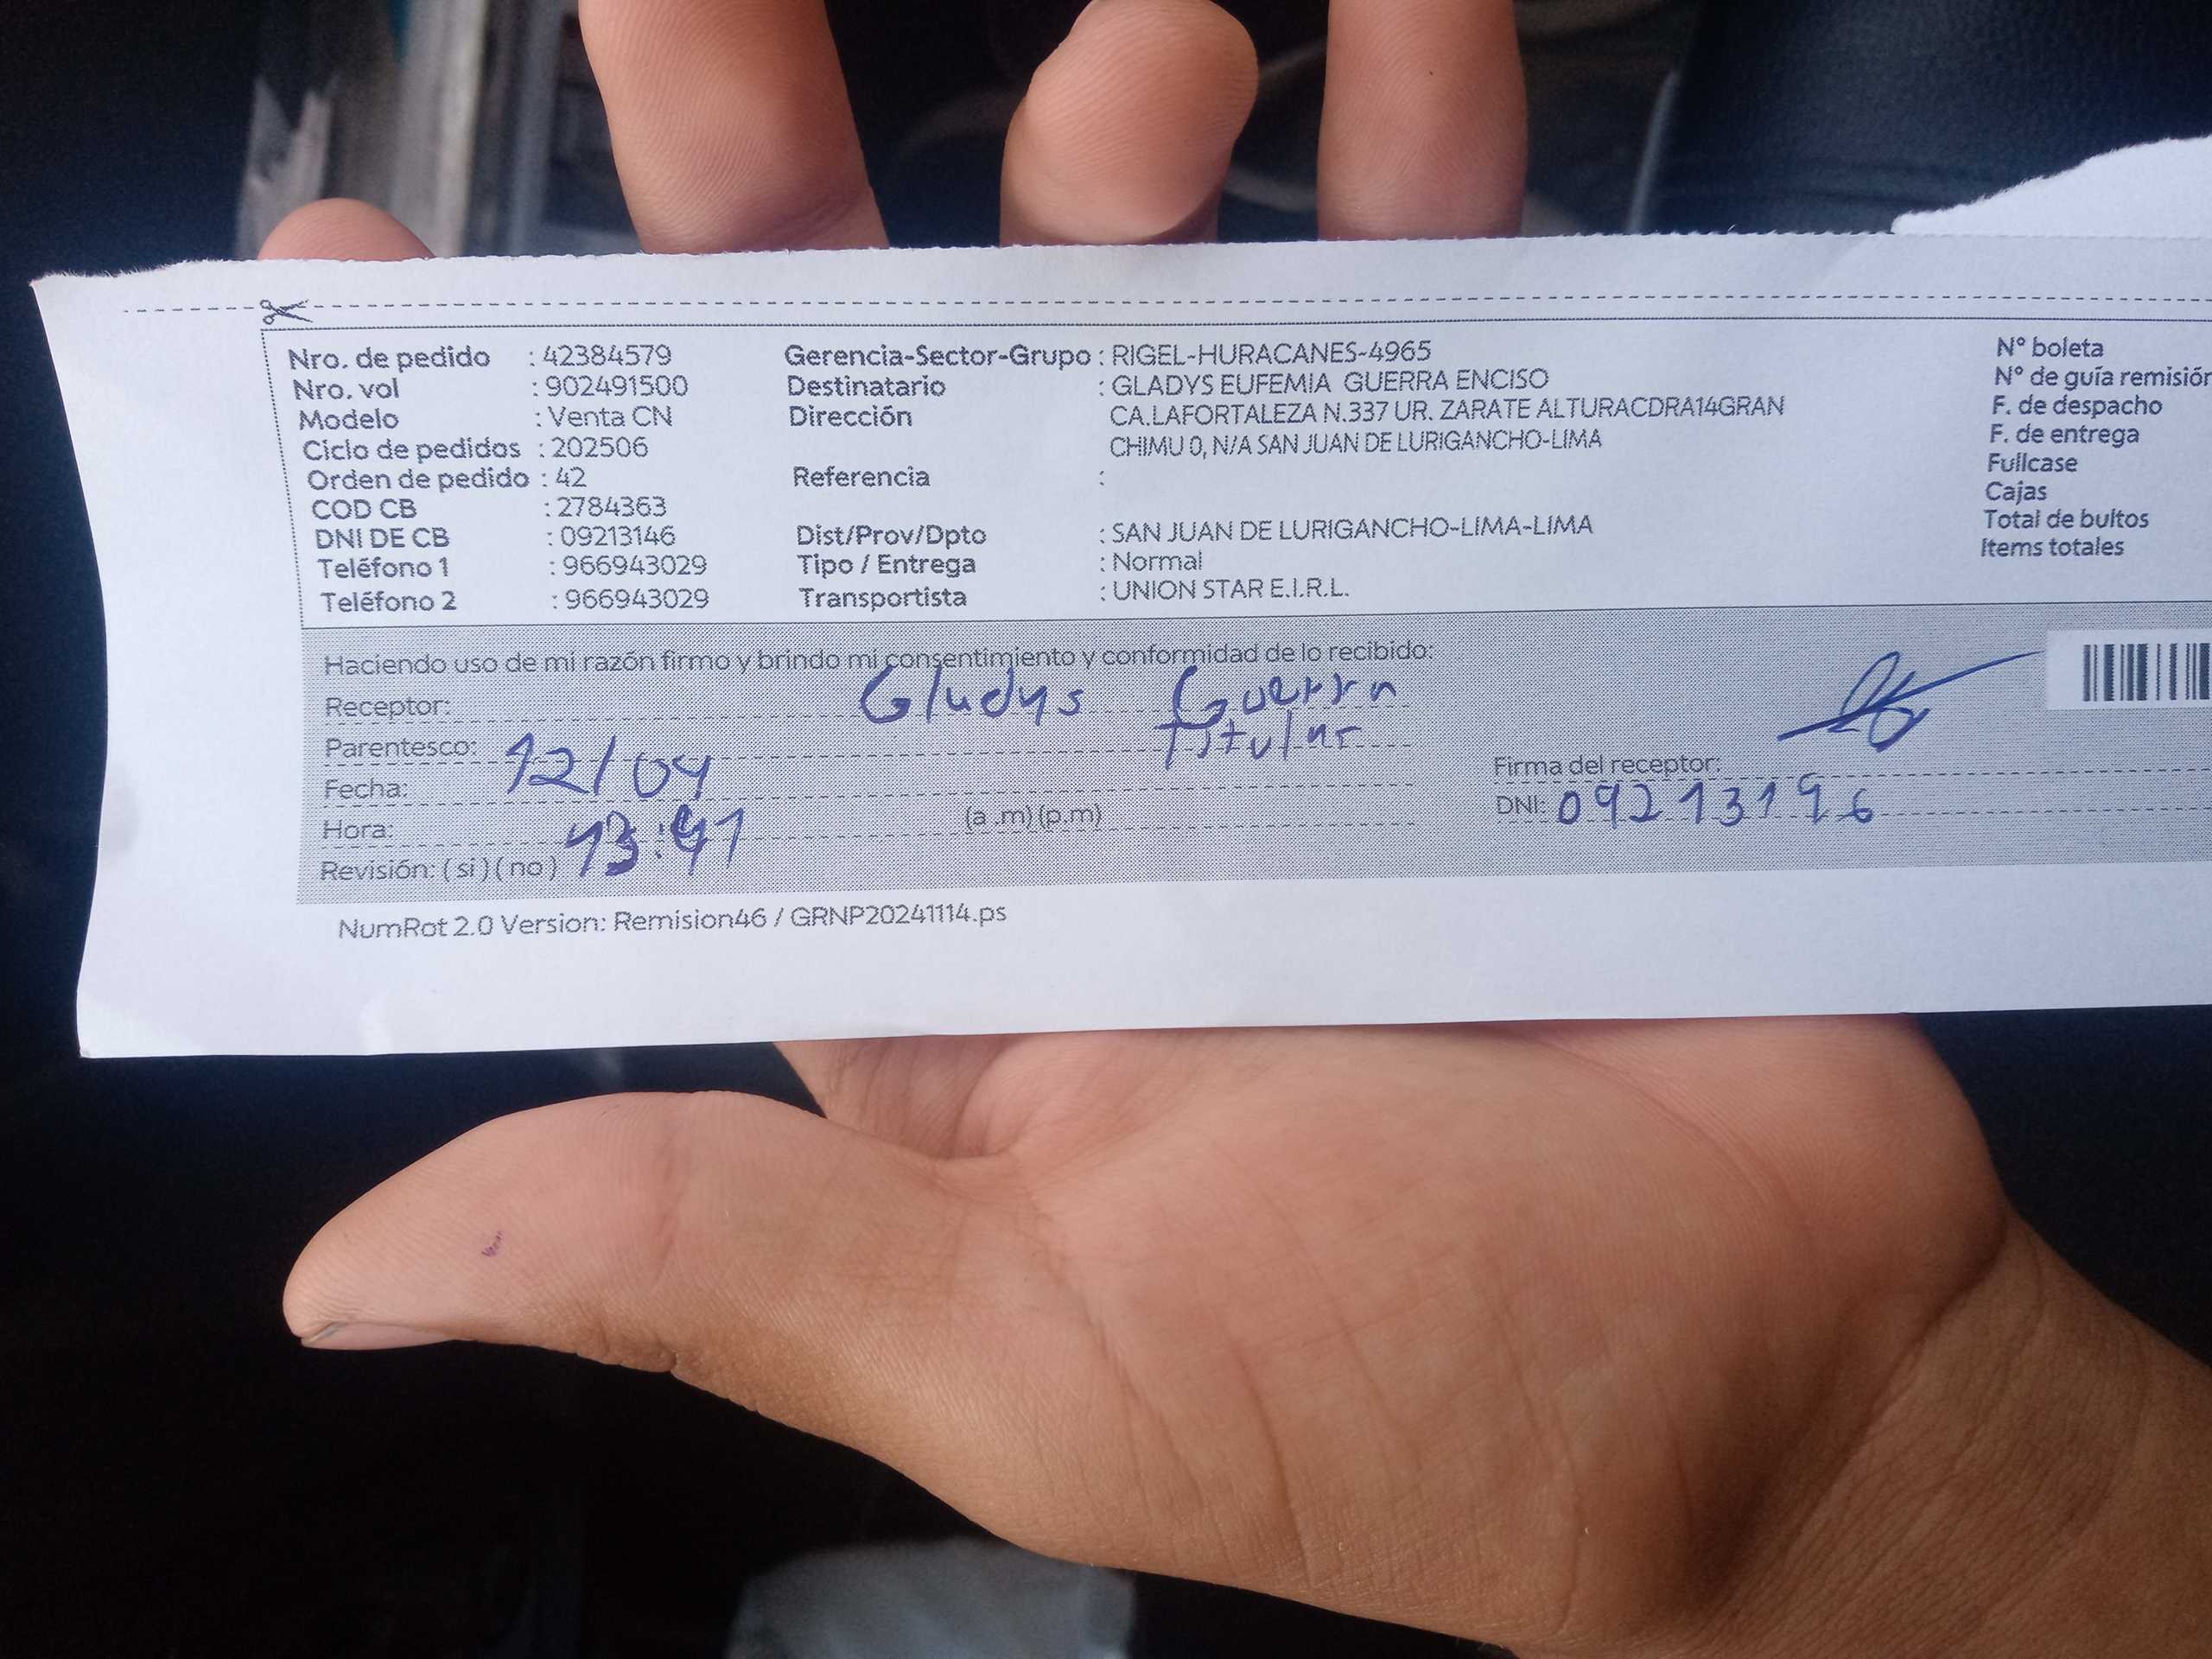 Nro. de pedido : 42384579 Gerencia-Sector-Grupo : RIGEL-HURACANES-4965 N° boleta
Nro. vol : 902491500 Destinatario : GLADYS EUFEMIA GUERRA ENCISO N° de guía remisión
Modelo : Venta CN Dirección CA.LAFORTALEZA N.337 UR. ZARATE ALTURACDRA14GRAN F. de despacho
Ciclo de pedidos : 202506 CHIMU 0, N/A SAN JUAN DE LURIGANCHO-LIMA F. de entrega
Orden de pedido : 42 Referencia : Fullcase
COD CB : 2784363 Cajas
DNI DE CB : 09213146 Dist/Prov/Dpto : SAN JUAN DE LURIGANCHO-LIMA-LIMA Total de bultos
Teléfono 1 : 966943029 Tipo / Entrega : Normal Items totales
Teléfono 2 : 966943029 Transportista : UNION STAR E.I.R.L.
Haciendo uso de mi razón firmo y brindo mi consentimiento y conformidad de lo recibido:
Receptor: Gladys Guerra
Parentesco: Titular
Fecha: 12/04 Firma del receptor:
Hora: 13:41 (a .m) (p.m) DNI: 09213146
Revisión: ( si ) ( no )
NumRot 2.0 Version: Remision46 / GRNP20241114.ps